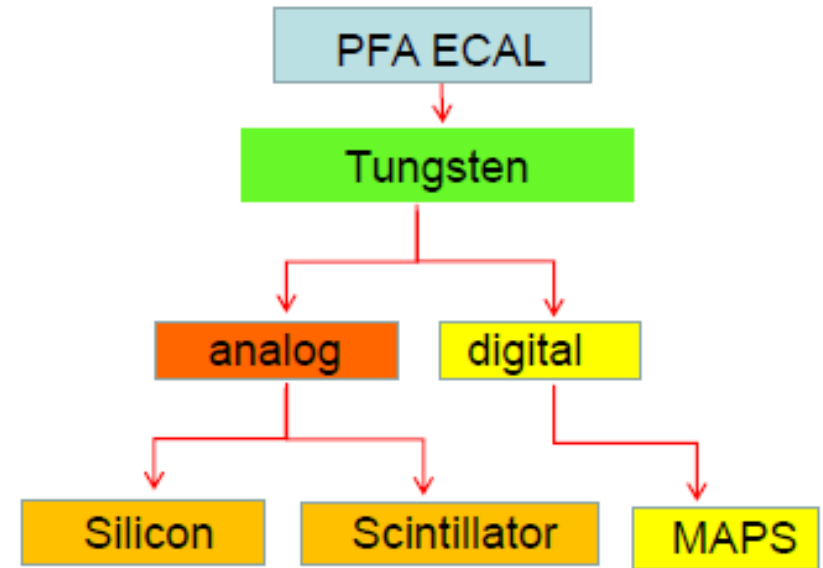 PFA ECAL
Tungsten
analog
digital
Silicon
Scintillator
MAPS